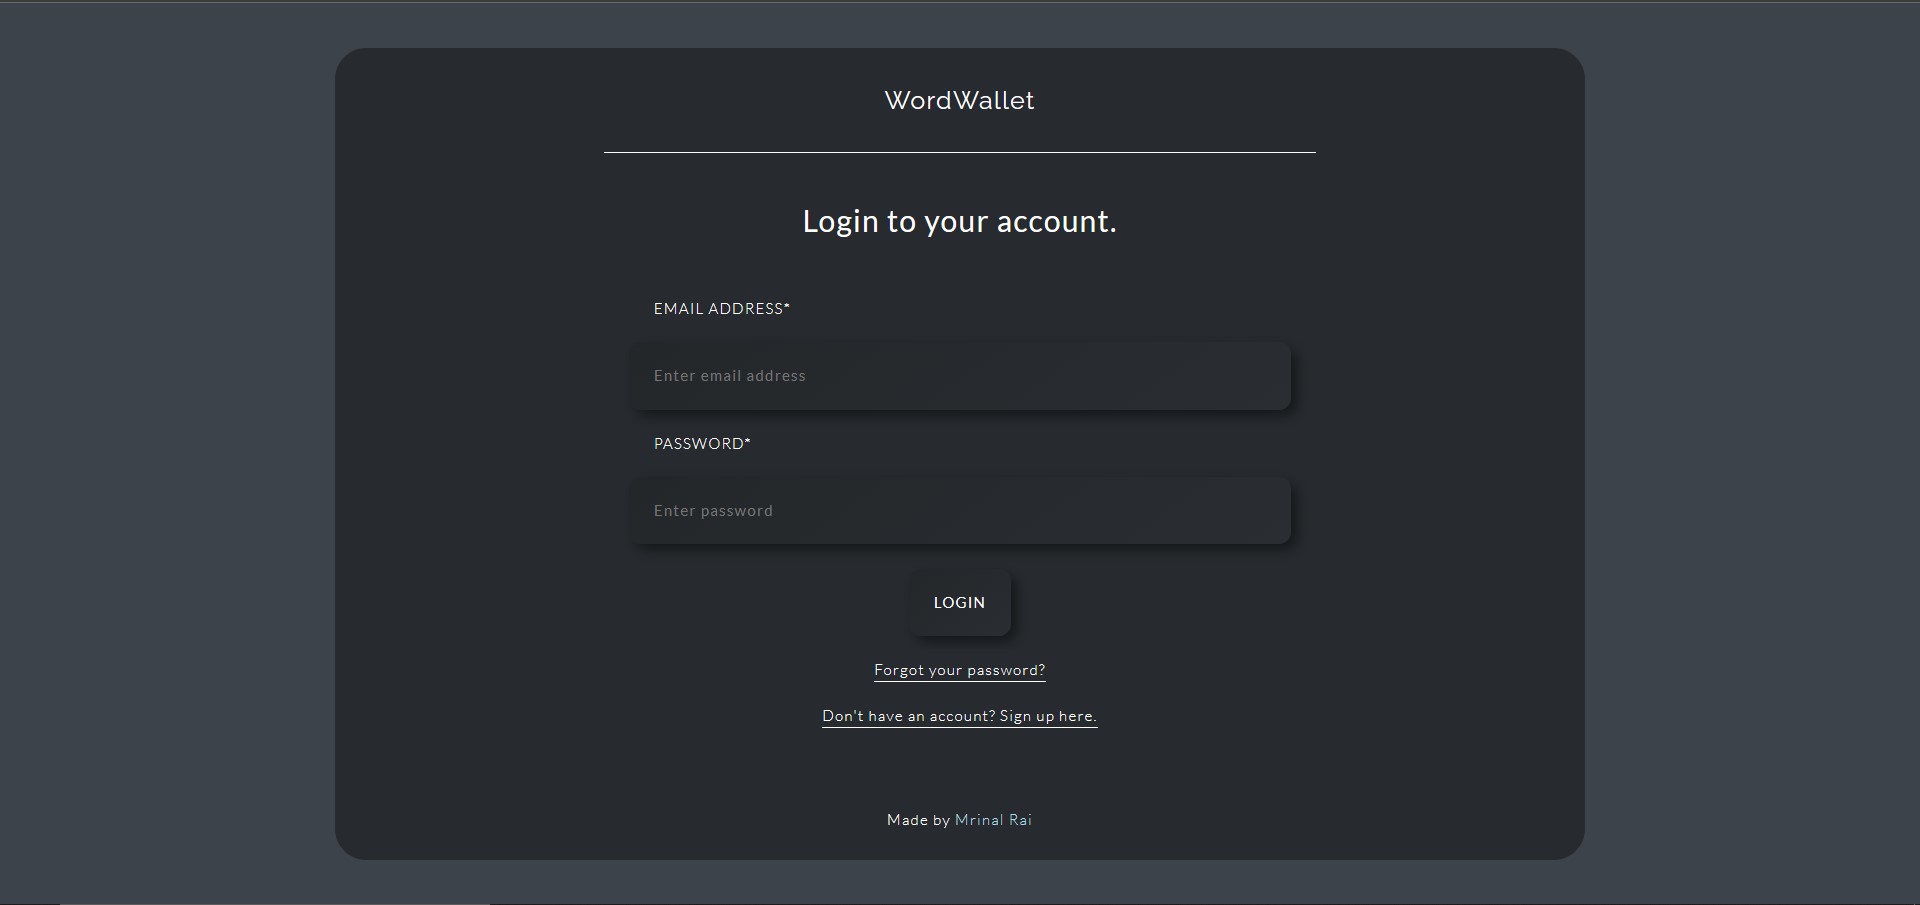 WordWallet
Login to your account.
EMAIL ADDRESS*
Enter email address
PASSWORD*
Enter password
LOGIN
Forgot your password?
Don't have an account? Sign up here.
Made by Mrinal Rai